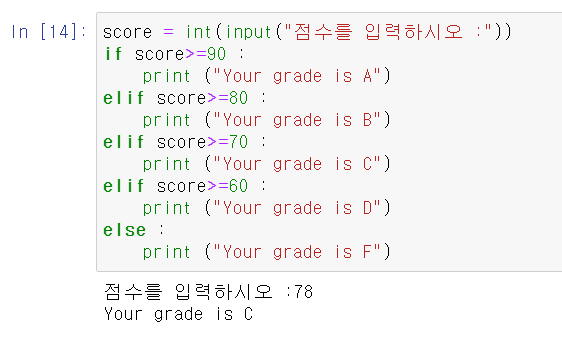 In [14]: score = int(input("점수를 입력하시오 :"))
if score>=90 :
    print ("Your grade is A")
elif score>=80 :
    print ("Your grade is B")
elif score>=70 :
    print ("Your grade is C")
elif score>=60 :
    print ("Your grade is D")
else :
    print ("Your grade is F")
점수를 입력하시오 :78
Your grade is C